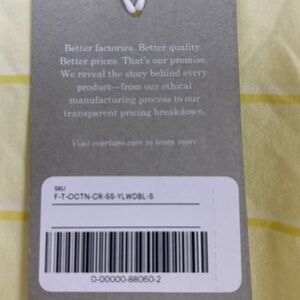 Better factories. Better quality.
Better prices. That's our promise.
We reveal the story behind every
product—from our ethical
manufacturing process to our
transparent pricing breakdown.
Visit everlane.com to learn more
SKU
F-T-OCTN-CR-SS-YLWDBL-S
0-00000-88060-2